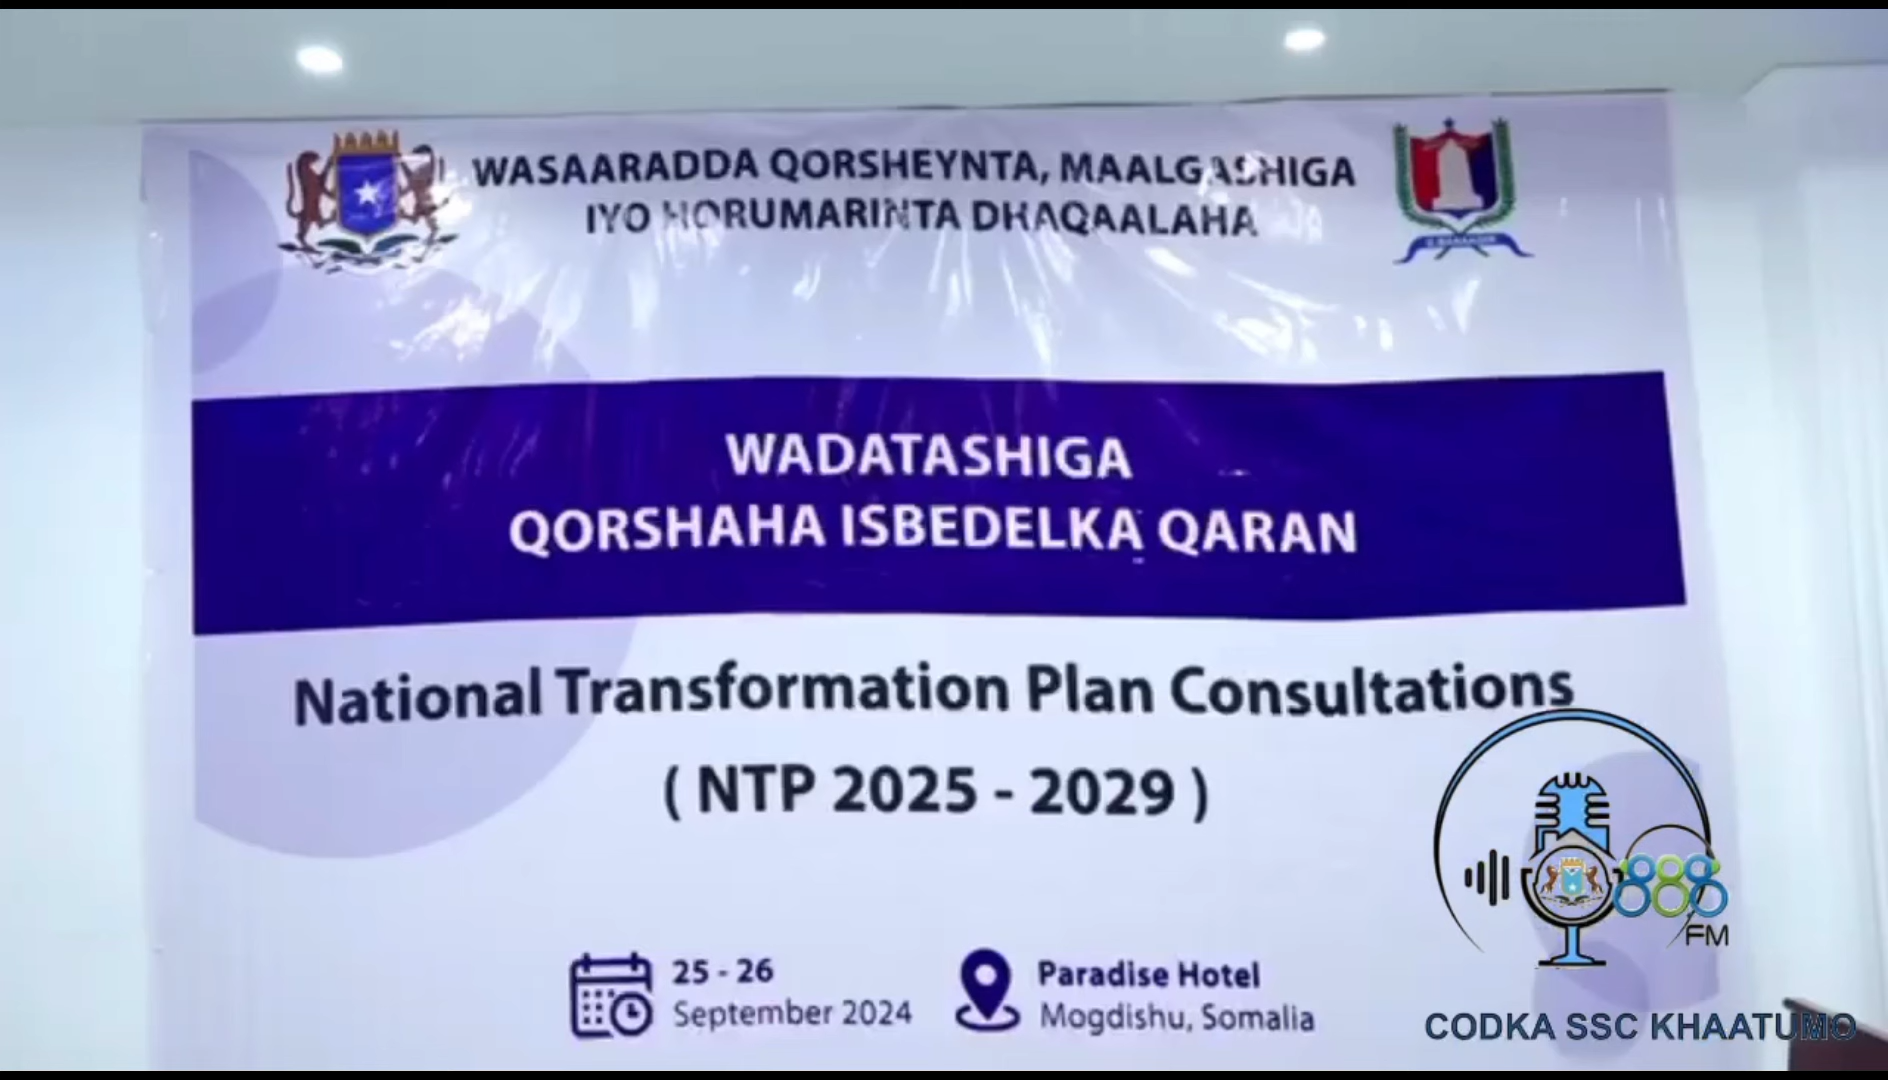 WASAARADDA QORSHEYNTA, MAALGASHIGA
IYO HORUMARINTA DHAQAALAHA
WADATASHIGA
QORSHAHA ISBEDELKA QARAN
National Transformation Plan Consultations
( NTP 2025 - 2029 )
25 - 26
September 2024
Paradise Hotel
Mogdishu, Somalia
888
FM
CODKA SSC KHAATUMO